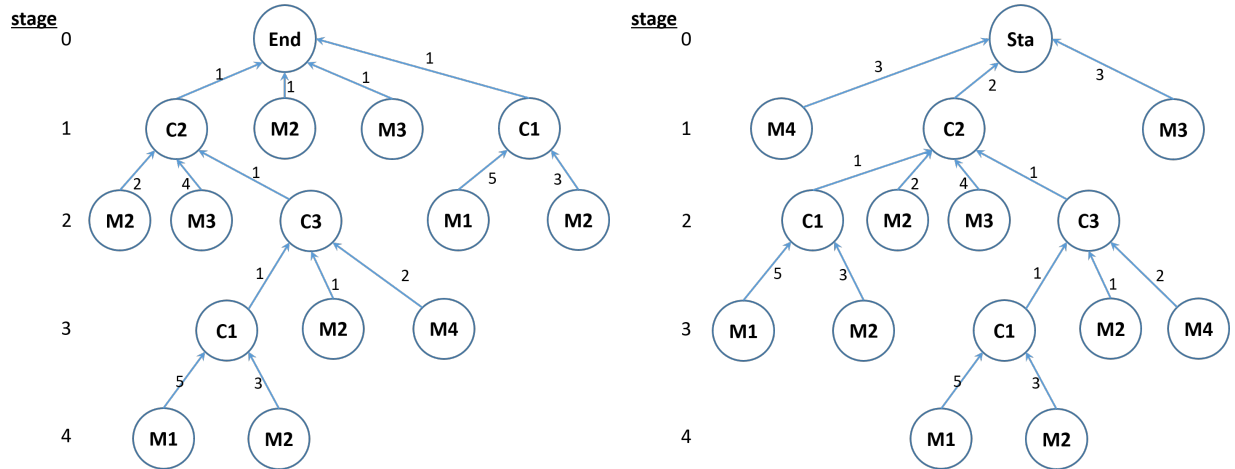 stage
0 End Sta
1 1 1 1 3 2 3
1 C2 M2 M3 C1 M4 C2 M3
2 4 1 5 3 1 2 4 1
2 M2 M3 C3 M1 M2 C1 M2 M3 C3
1 1 2 5 3 1 1 2
3 C1 M2 M4 M1 M2 C1 M2 M4
5 3 5 3
4 M1 M2 M1 M2
stage
0
1
2
3
4